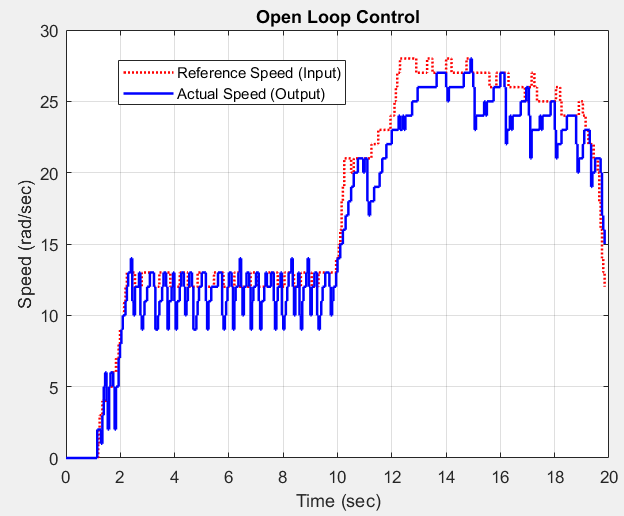 Open Loop Control
Reference Speed (Input)
Actual Speed (Output)
Speed (rad/sec)
30
25
20
15
10
5
0
0 2 4 6 8 10 12 14 16 18 20
Time (sec)